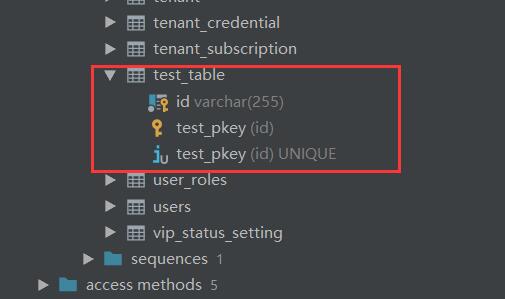 tenant
tenant_credential
tenant_subscription
test_table
id varchar(255)
test_pkey (id)
test_pkey (id) UNIQUE
user_roles
users
vip_status_setting
sequences 1
access methods 5